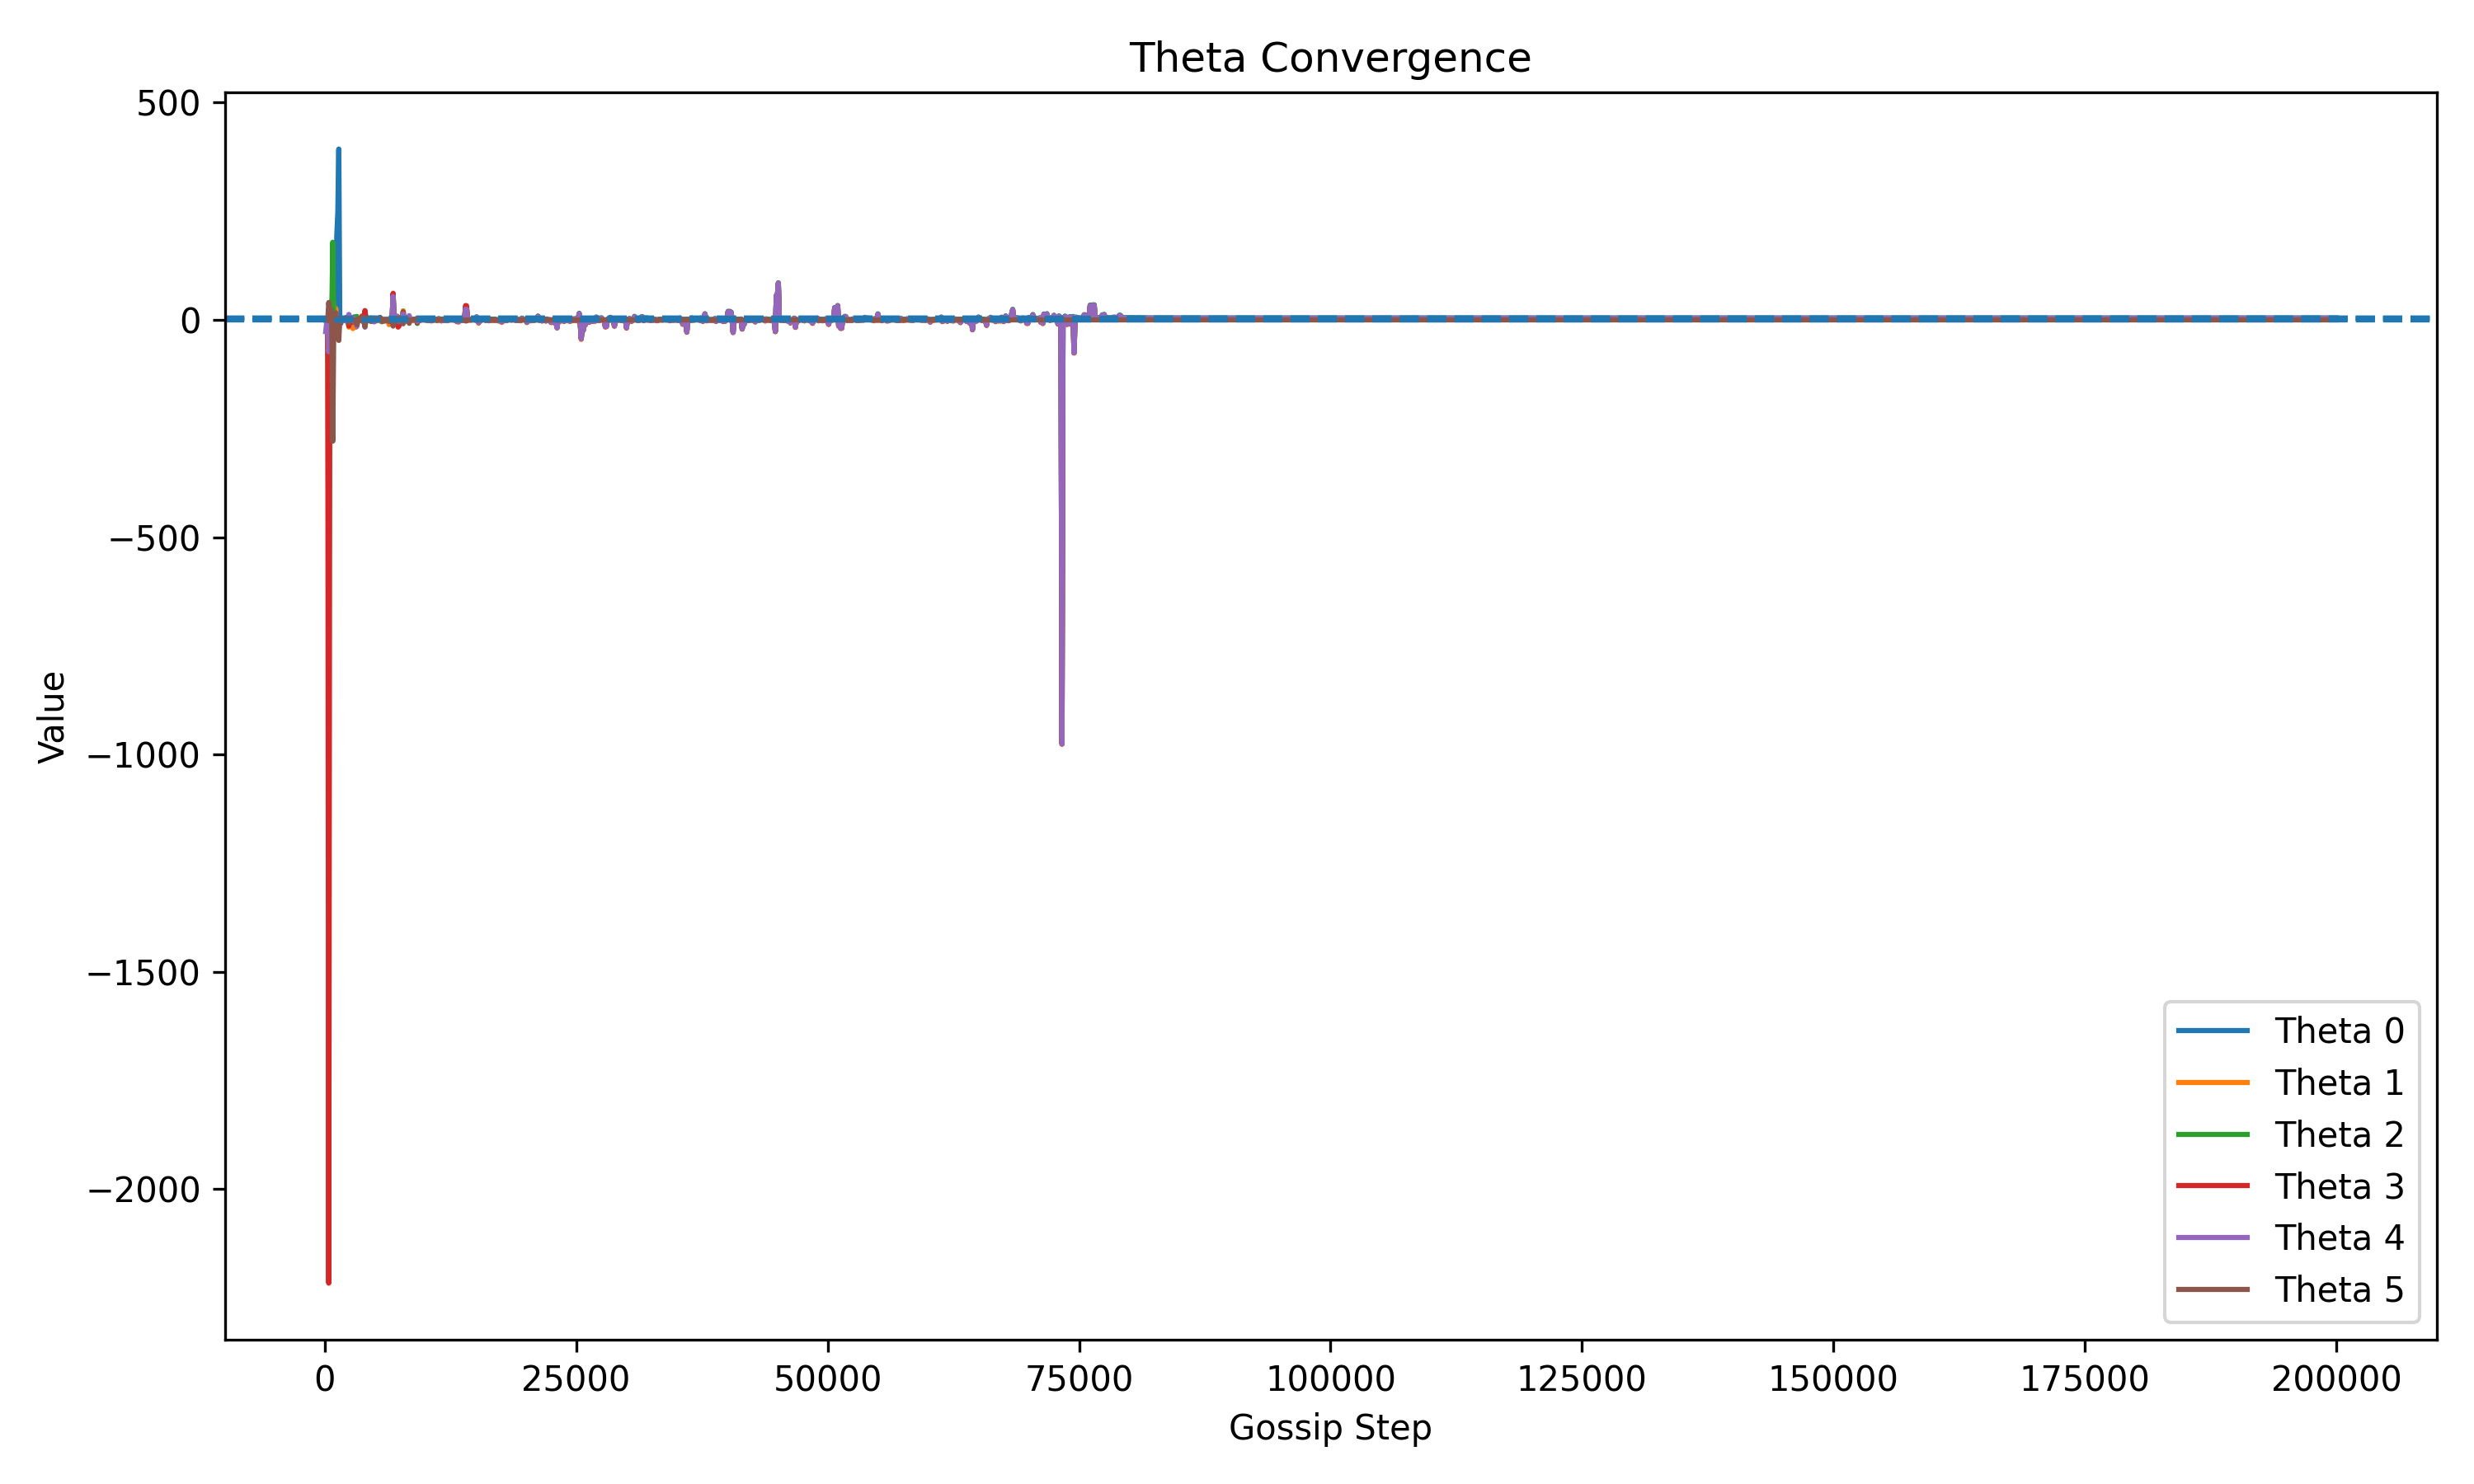 Theta Convergence
500
0
−500
−1000
−1500
−2000
Value
0
25000
50000
75000
100000
125000
150000
175000
200000
Gossip Step
Theta 0
Theta 1
Theta 2
Theta 3
Theta 4
Theta 5